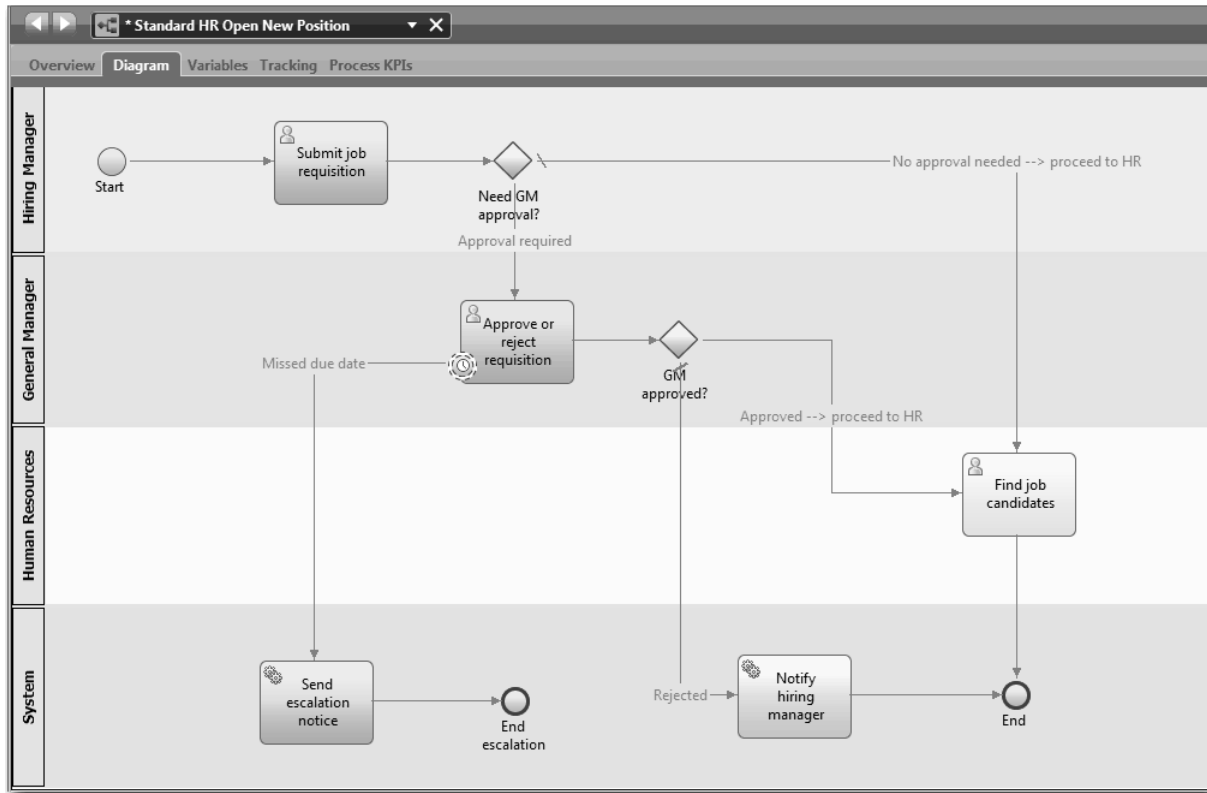 * Standard HR Open New Position
Overview Diagram Variables Tracking Process KPIs
Hiring Manager
Start
Submit job
requisition
Need GM
approval?
No approval needed --> proceed to HR
Approval required
General Manager
Approve or
reject
requisition
Missed due date
GM
approved?
Approved --> proceed to HR
Human Resources
Find job
candidates
System
Send
escalation
notice
End
escalation
Rejected
Notify
hiring
manager
End